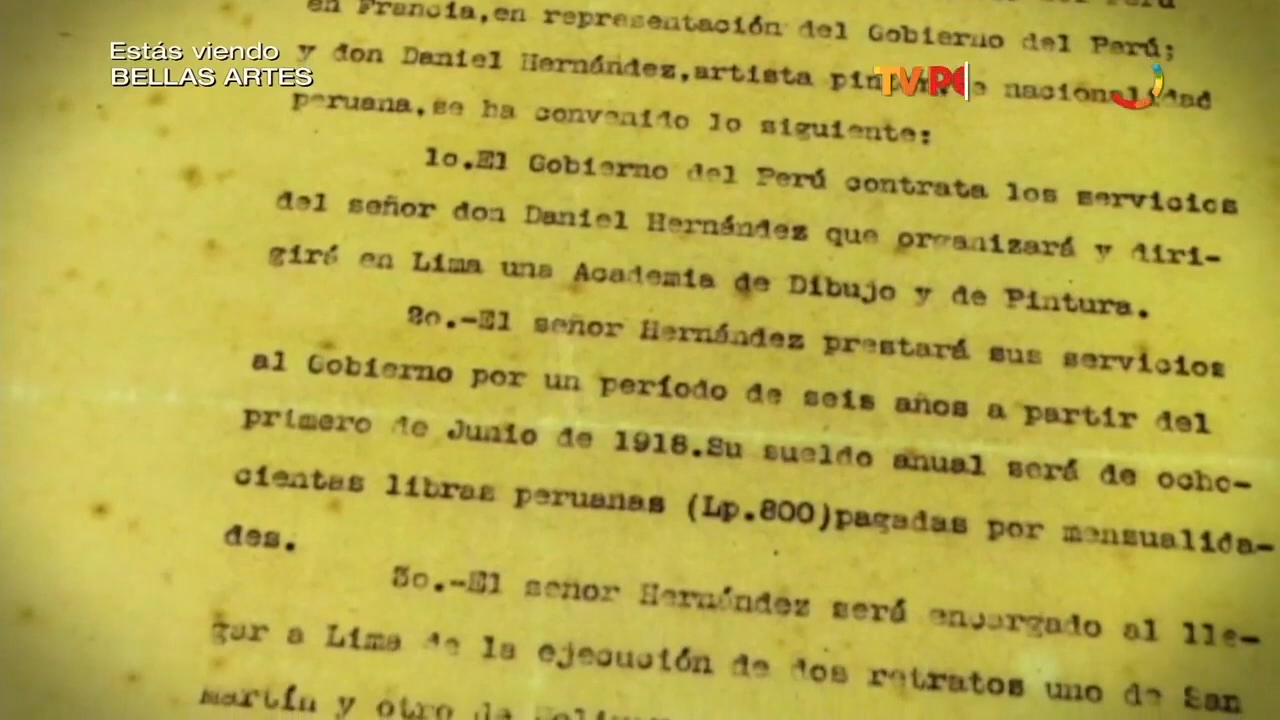 Estás viendo
BELLAS ARTES
en Francia, en representación del Gobierno del Perú;
y don Daniel Hernández, artista nacionalidad
peruana, se ha convenido lo siguiente:
1o. El Gobierno del Perú contrata los servicios
del señor don Daniel Hernández que organizará y diri-
girá en Lima una Academia de Dibujo y de Pintura.
2o.-El señor Hernández prestará sus servicios
al Gobierno por un período de seis años a partir del
primero de Junio de 1918. Su sueldo anual será de ocho-
cientas libras peruanas (Lp.800) pagadas por mensualida-
des.
3o.-El señor Hernández será encargado al lle-
gar a Lima de la ejecución de dos retratos uno de San
martín y otro de